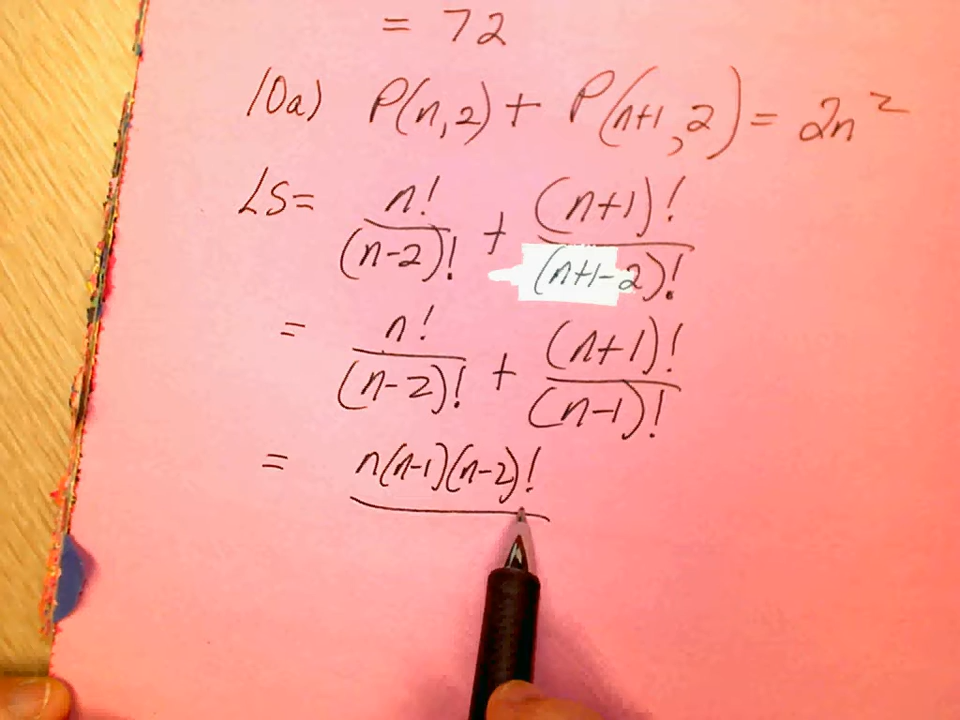 = 72
10a) P(n,2) + P(n+1,2) = 2n²
LS = n!/(n-2)! + (n+1)!/(n+1-2)!
= n!/(n-2)! + (n+1)!/(n-1)!
= n(n-1)(n-2)!